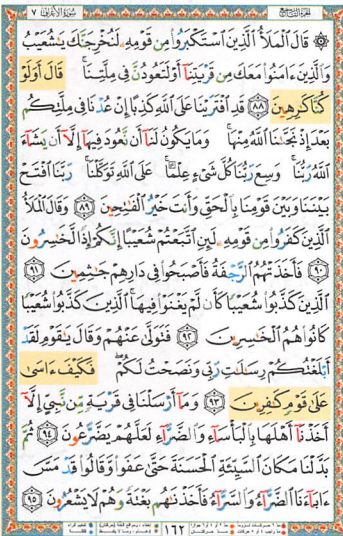 الجزء التاسع سورة الأعراف ٧
۞ قَالَ ٱلْمَلَأُ ٱلَّذِينَ ٱسْتَكْبَرُوا۟ مِن قَوْمِهِۦ لَنُخْرِجَنَّكَ يَٰشُعَيْبُ
وَٱلَّذِينَ ءَامَنُوا۟ مَعَكَ مِن قَرْيَتِنَآ أَوْ لَتَعُودُنَّ فِى مِلَّتِنَا ۚ قَالَ أَوَلَوْ
كُنَّا كَٰرِهِينَ ٨٨ قَدِ ٱفْتَرَيْنَا عَلَى ٱللَّهِ كَذِبًا إِنْ عُدْنَا فِى مِلَّتِكُم
بَعْدَ إِذْ نَجَّىٰنَا ٱللَّهُ مِنْهَا ۚ وَمَا يَكُونُ لَنَآ أَن نَّعُودَ فِيهَآ إِلَّآ أَن يَشَآءَ
ٱللَّهُ رَبُّنَا ۚ وَسِعَ رَبُّنَا كُلَّ شَىْءٍ عِلْمًا ۚ عَلَى ٱللَّهِ تَوَكَّلْنَا ۚ رَبَّنَا ٱفْتَحْ
بَيْنَنَا وَبَيْنَ قَوْمِنَا بِٱلْحَقِّ وَأَنتَ خَيْرُ ٱلْفَٰتِحِينَ ٨٩ وَقَالَ ٱلْمَلَأُ
ٱلَّذِينَ كَفَرُوا۟ مِن قَوْمِهِۦ لَئِنِ ٱتَّبَعْتُمْ شُعَيْبًا إِنَّكُمْ إِذًا لَّخَٰسِرُونَ
٩٠ فَأَخَذَتْهُمُ ٱلرَّجْفَةُ فَأَصْبَحُوا۟ فِى دَارِهِمْ جَٰثِمِينَ ٩١
ٱلَّذِينَ كَذَّبُوا۟ شُعَيْبًا كَأَن لَّمْ يَغْنَوْا۟ فِيهَا ۚ ٱلَّذِينَ كَذَّبُوا۟ شُعَيْبًا
كَانُوا۟ هُمُ ٱلْخَٰسِرِينَ ٩٢ فَتَوَلَّىٰ عَنْهُمْ وَقَالَ يَٰقَوْمِ لَقَدْ
أَبْلَغْتُكُمْ رِسَٰلَٰتِ رَبِّى وَنَصَحْتُ لَكُمْ ۖ فَكَيْفَ ءَاسَىٰ
عَلَىٰ قَوْمٍ كَٰفِرِينَ ٩٣ وَمَآ أَرْسَلْنَا فِى قَرْيَةٍ مِّن نَّبِىٍّ إِلَّآ
أَخَذْنَآ أَهْلَهَا بِٱلْبَأْسَآءِ وَٱلضَّرَّآءِ لَعَلَّهُمْ يَضَّرَّعُونَ ٩٤ ثُمَّ
بَدَّلْنَا مَكَانَ ٱلسَّيِّئَةِ ٱلْحَسَنَةَ حَتَّىٰ عَفَوا۟ وَّقَالُوا۟ قَدْ مَسَّ
ءَابَآءَنَا ٱلضَّرَّآءُ وَٱلسَّرَّآءُ فَأَخَذْنَٰهُم بَغْتَةً وَهُمْ لَا يَشْعُرُونَ ٩٥
١٦٢